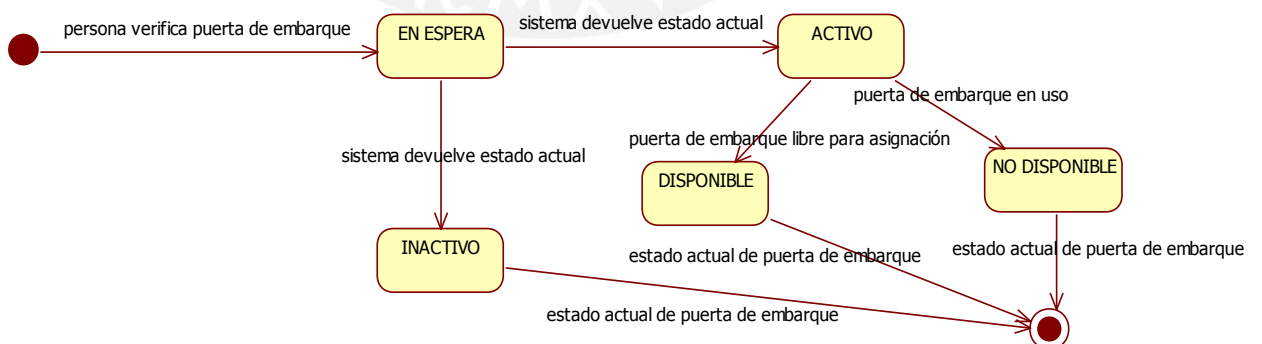 persona verifica puerta de embarque
EN ESPERA
sistema devuelve estado actual
ACTIVO
puerta de embarque en uso
puerta de embarque libre para asignación
sistema devuelve estado actual
DISPONIBLE
NO DISPONIBLE
INACTIVO
estado actual de puerta de embarque
estado actual de puerta de embarque
estado actual de puerta de embarque